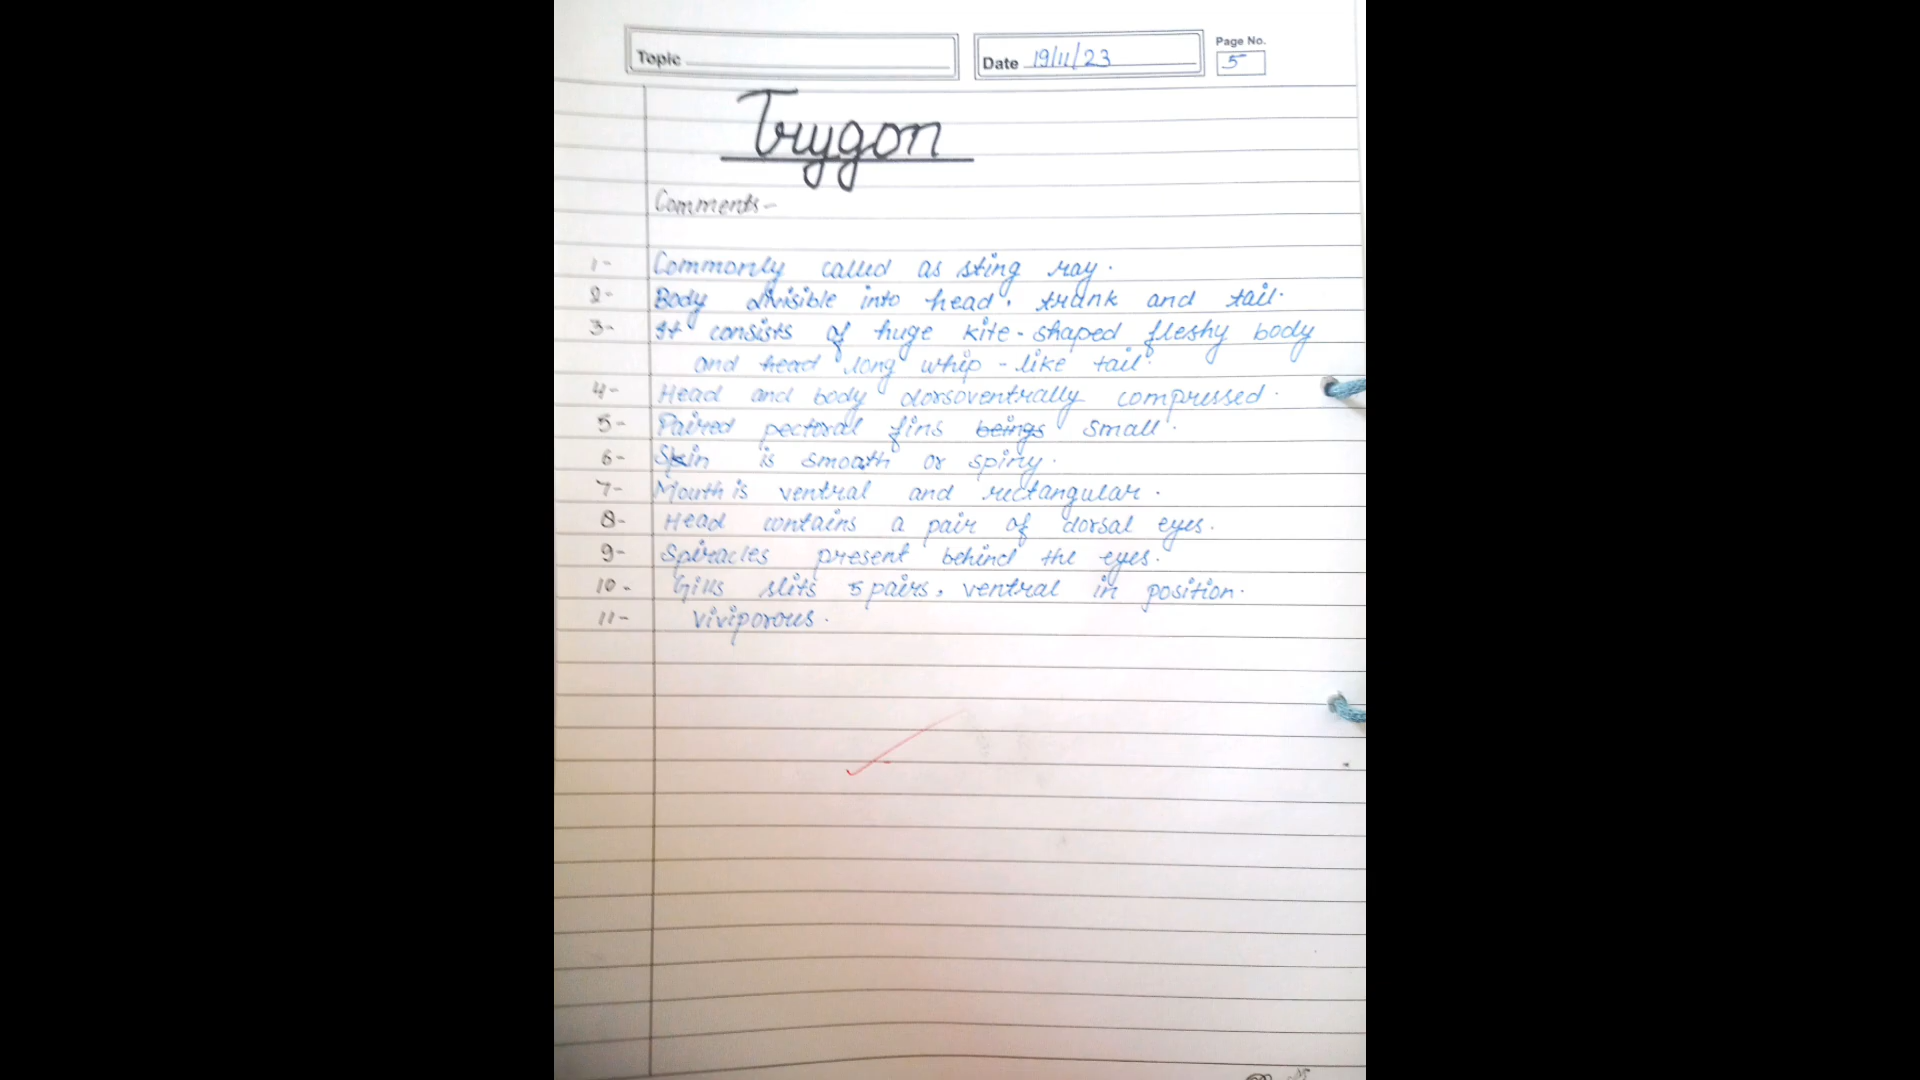 Topic
Date 19/11/23
Page No.
5
Trygon
Comments-
1- Commonly called as sting ray.
2- Body divisible into head, trunk and tail.
3- It consists of huge kite-shaped fleshy body
and head long whip-like tail.
4- Head and body dorsoventrally compressed.
5- Paired pectoral fins beings small.
6- Skin is smooth or spiny.
7- Mouth is ventral and rectangular.
8- Head contains a pair of dorsal eyes.
9- Spiracles present behind the eyes.
10- Gills slits 5 pairs, ventral in position.
11- Viviporous.